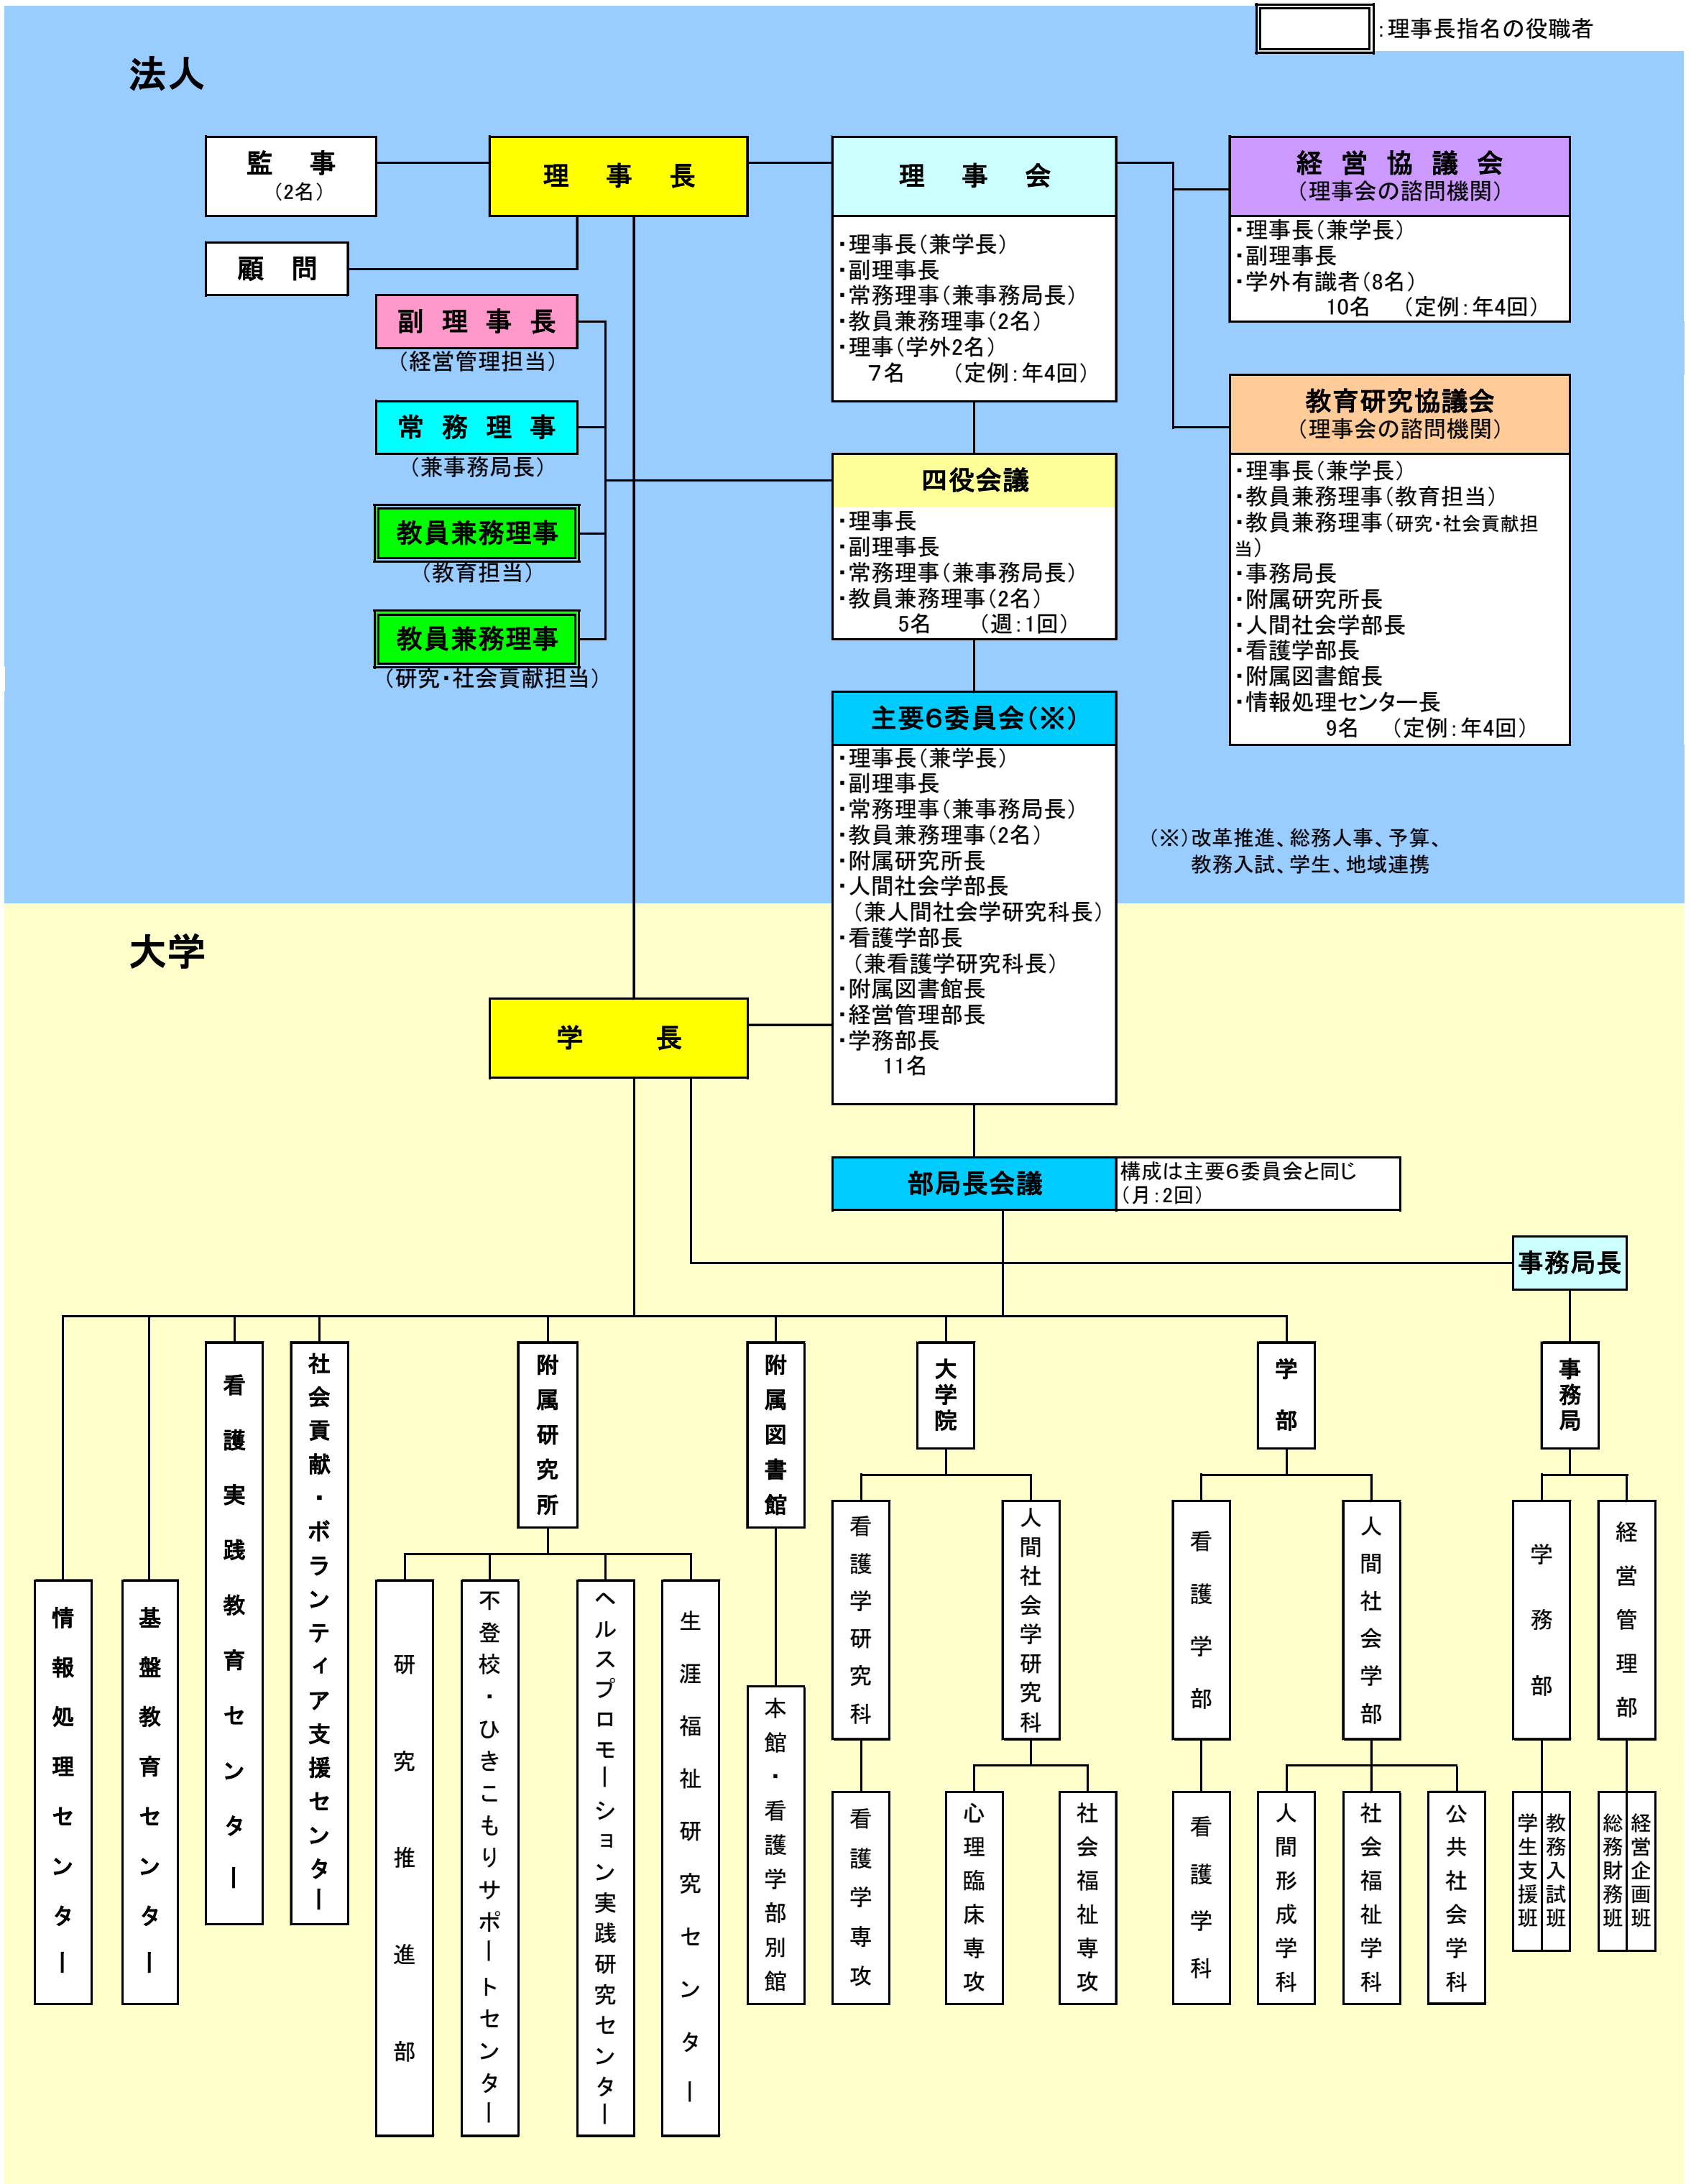 ：理事長指名の役職者
法人
監　事
（2名）
理　事　長
理　事　会
・理事長（兼学長）
・副理事長
・常務理事（兼事務局長）
・教員兼務理事（2名）
・理事（学外2名）
７名　（定例：年4回）
経 営 協 議 会
（理事会の諮問機関）
・理事長（兼学長）
・副理事長
・学外有識者（8名）
10名　（定例：年4回）
顧　問
副 理 事 長
（経営管理担当）
常 務 理 事
（兼事務局長）
教員兼務理事
（教育担当）
教員兼務理事
（研究・社会貢献担当）
教育研究協議会
（理事会の諮問機関）
・理事長（兼学長）
・教員兼務理事（教育担当）
・教員兼務理事（研究・社会貢献担
当）
・事務局長
・附属研究所長
・人間社会学部長
・看護学部長
・附属図書館長
・情報処理センター長
9名　（定例：年4回）
四役会議
・理事長
・副理事長
・常務理事（兼事務局長）
・教員兼務理事（2名）
5名　（週：1回）
主要６委員会（※）
・理事長（兼学長）
・副理事長
・常務理事（兼事務局長）
・教員兼務理事（2名）
・附属研究所長
・人間社会学部長
（兼人間社会学研究科長）
・看護学部長
（兼看護学研究科長）
・附属図書館長
・経営管理部長
・学務部長
11名
（※）改革推進、総務人事、予算、
教務入試、学生、地域連携
大学
学　長
部局長会議
構成は主要６委員会と同じ
（月：2回）
事務局長
情報処理センター
基盤教育センター
看護実践教育センター
社会貢献・ボランティア支援センター
附属研究所
研究推進部
不登校・ひきこもりサポートセンター
ヘルスプロモーション実践研究センター
生涯福祉研究センター
附属図書館
本館・看護学部別館
大学院
看護学研究科
看護学専攻
人間社会学研究科
心理臨床専攻
社会福祉専攻
学部
看護学部
看護学科
人間社会学部
人間形成学科
社会福祉学科
公共社会学科
事務局
学務部
学生支援班
教務入試班
経営管理部
総務財務班
経営企画班